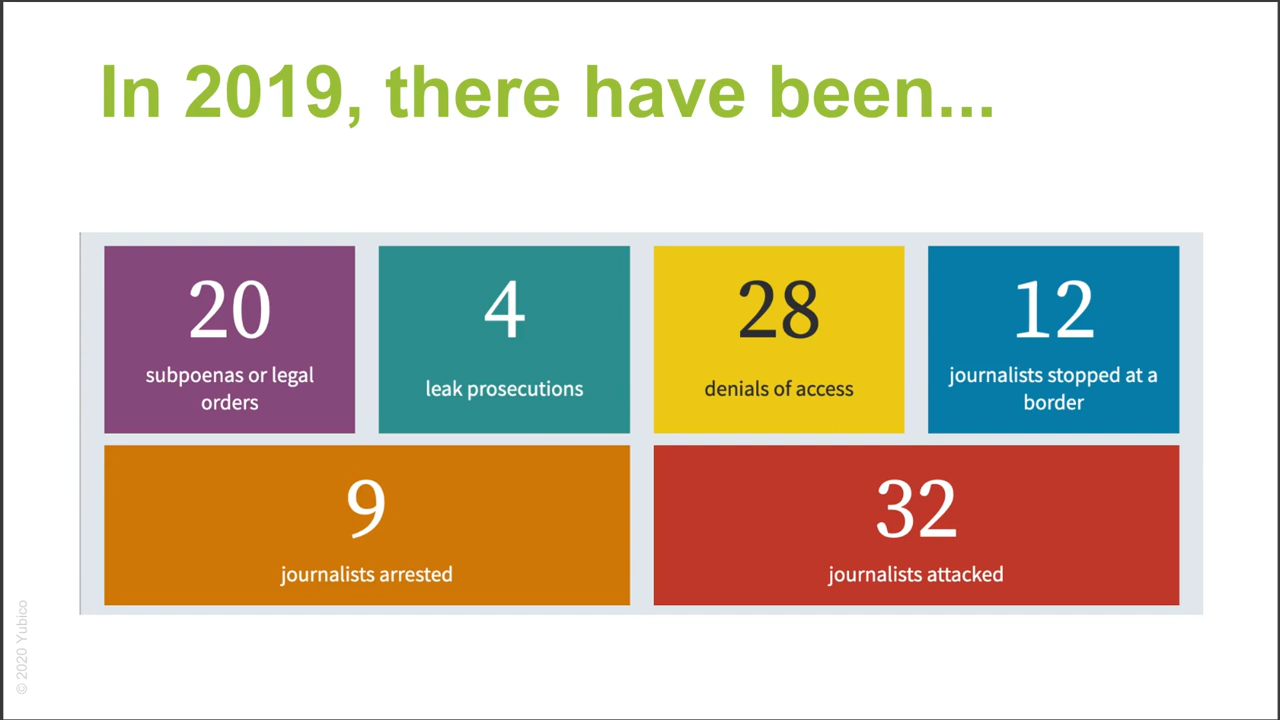 In 2019, there have been...
20
subpoenas or legal
orders
4
leak prosecutions
28
denials of access
12
journalists stopped at a
border
9
journalists arrested
32
journalists attacked
© 2020 Yubico